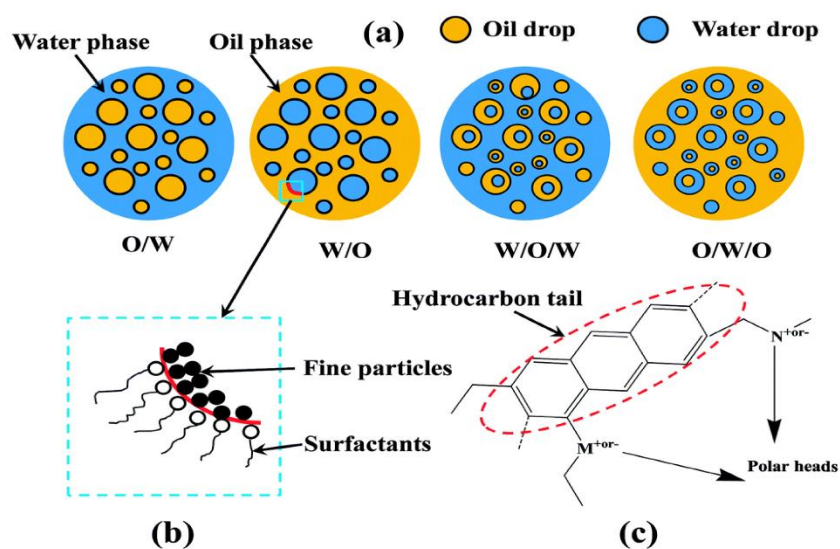 (a)
Water phase
Oil phase
Oil drop
Water drop
O/W
W/O
W/O/W
O/W/O
Fine particles
Surfactants
(b)
Hydrocarbon tail
N+or-
M+or-
Polar heads
(c)